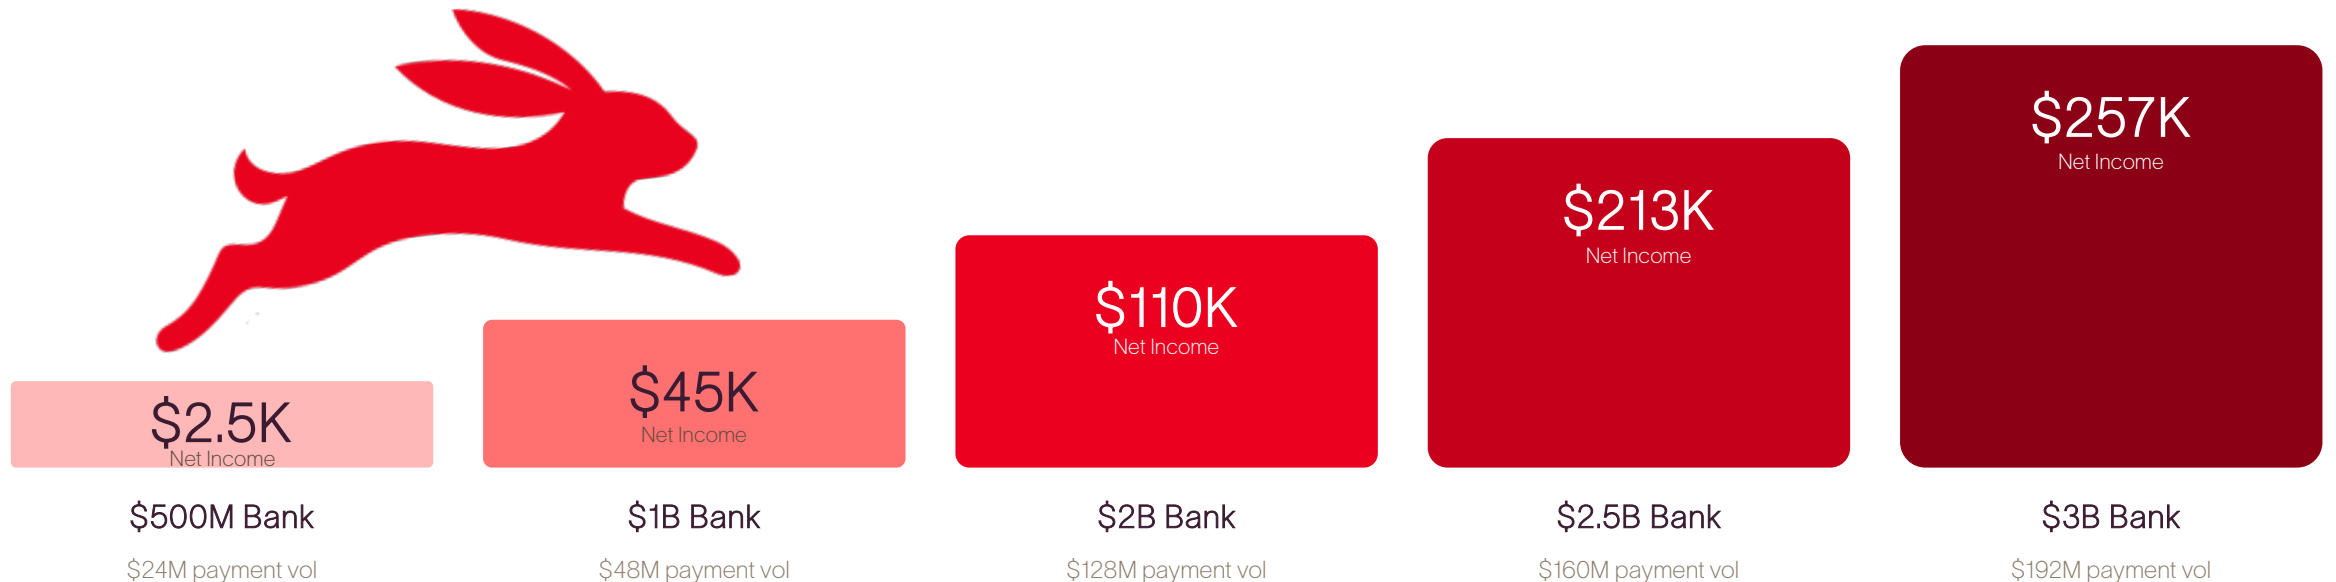 $2.5K
Net Income
$500M Bank
$24M payment vol
$45K
Net Income
$1B Bank
$48M payment vol
$110K
Net Income
$2B Bank
$128M payment vol
$213K
Net Income
$2.5B Bank
$160M payment vol
$257K
Net Income
$3B Bank
$192M payment vol